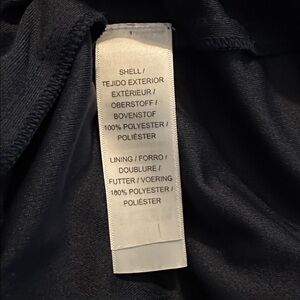 SHELL /
TEJIDO EXTERIOR
EXTÉRIEUR /
OBERSTOFF /
BOVENSTOF
100% POLYESTER /
POLIÉSTER
LINING / FORRO /
DOUBLURE /
FUTTER / VOERING
100% POLYESTER /
POLIÉSTER